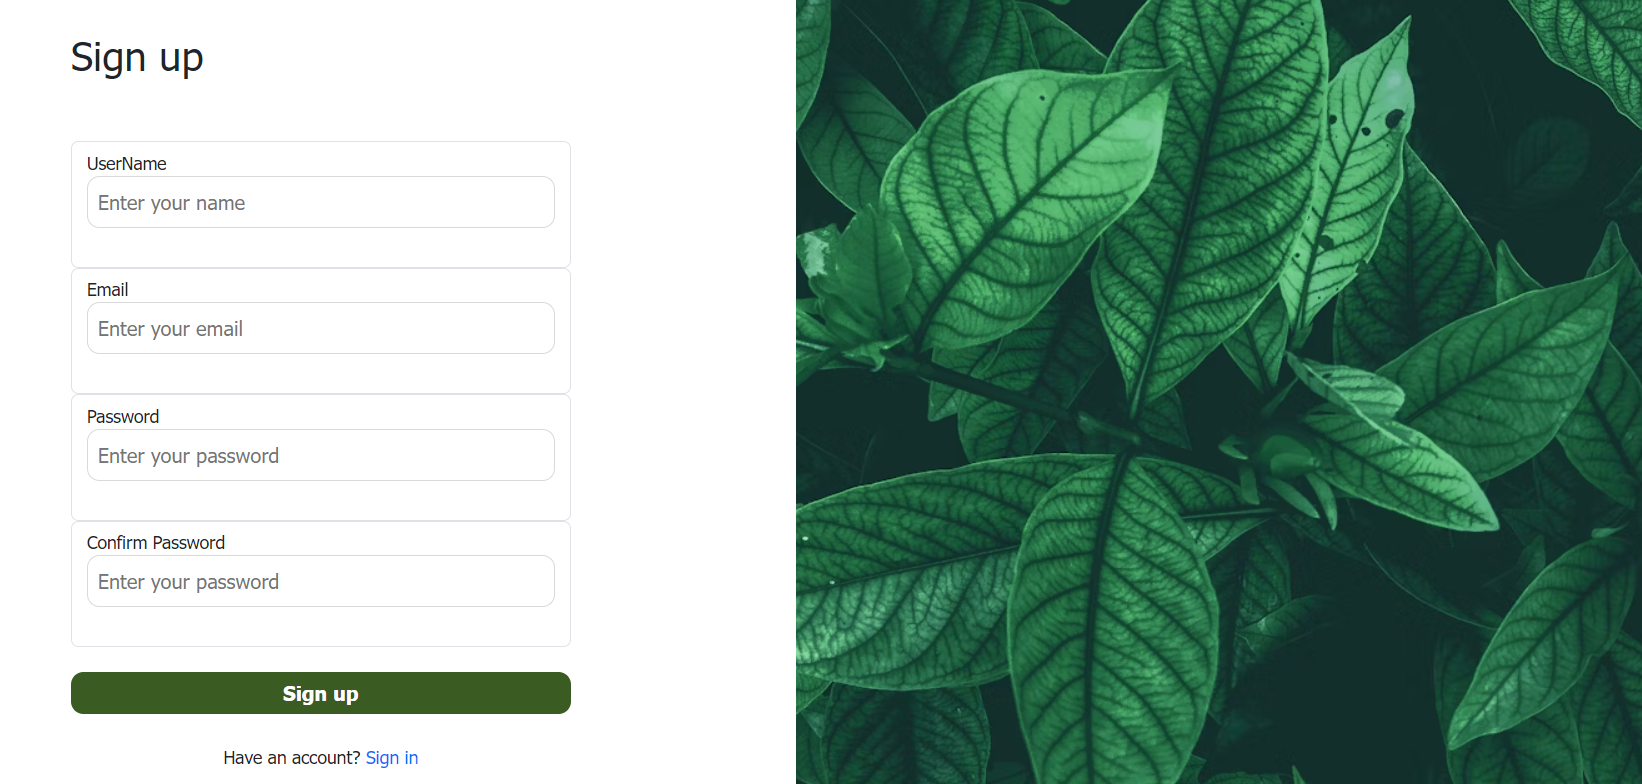 Sign up
UserName
Enter your name
Email
Enter your email
Password
Enter your password
Confirm Password
Enter your password
Sign up
Have an account? Sign in